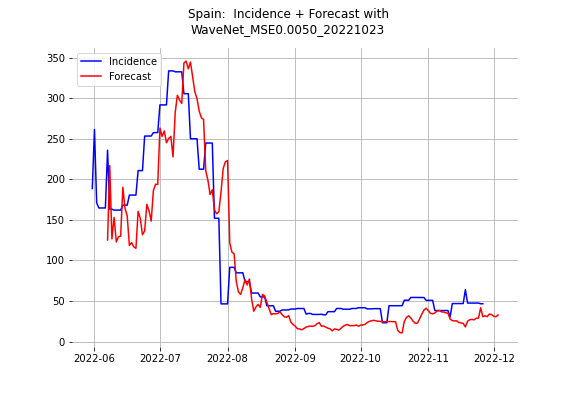 Spain:  Incidence + Forecast with
WaveNet_MSE0.0050_20221023
Incidence
Forecast
350
300
250
200
150
100
50
0
2022-06 2022-07 2022-08 2022-09 2022-10 2022-11 2022-12